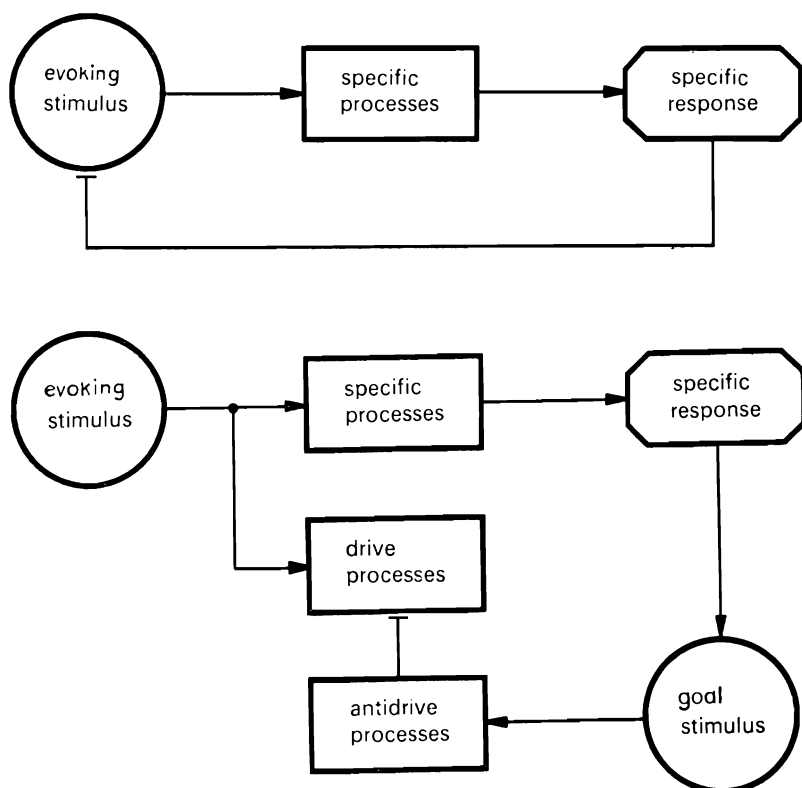 evoking
stimulus
specific
processes
specific
response
evoking
stimulus
specific
processes
specific
response
drive
processes
antidrive
processes
goal
stimulus